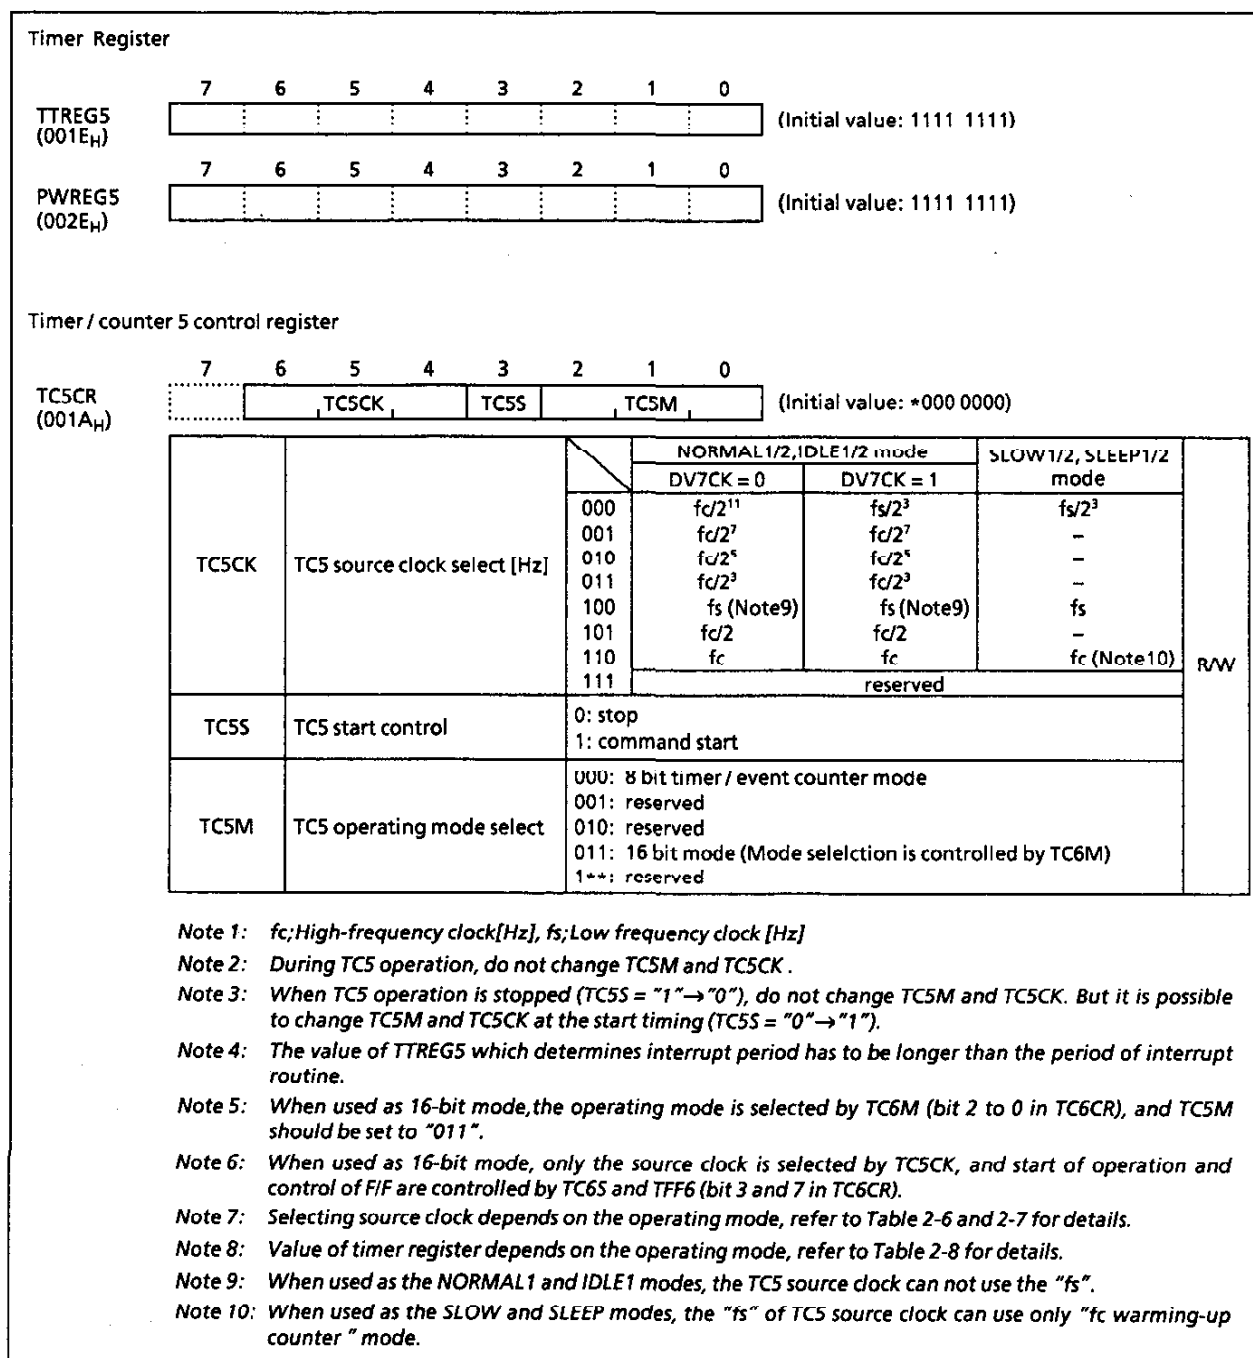 Timer Register
7 6 5 4 3 2 1 0
TTREG5 (Initial value: 1111 1111)
(001EH)
7 6 5 4 3 2 1 0
PWREG5 (Initial value: 1111 1111)
(002EH)
Timer / counter 5 control register
7 6 5 4 3 2 1 0
TC5CR TC5CK TC5S TC5M (Initial value: *000 0000)
(001AH)
NORMAL1/2,IDLE1/2 mode SLOW1/2, SLEEP1/2
DV7CK = 0 DV7CK = 1 mode
000 fc/2¹¹ fs/2³ fs/2³
001 fc/2⁷ fc/2⁷ –
010 fc/2⁵ fc/2⁵ –
TC5CK TC5 source clock select [Hz] 011 fc/2³ fc/2³ –
100 fs (Note9) fs (Note9) fs
101 fc/2 fc/2 –
110 fc fc fc (Note10)
R/W
111 reserved
TC5S TC5 start control 0: stop
1: command start
000: 8 bit timer / event counter mode
001: reserved
TC5M TC5 operating mode select 010: reserved
011: 16 bit mode (Mode selelction is controlled by TC6M)
1**: reserved
Note 1: fc;High-frequency clock[Hz], fs;Low frequency clock [Hz]
Note 2: During TC5 operation, do not change TC5M and TC5CK .
Note 3: When TC5 operation is stopped (TC5S = "1"→"0"), do not change TC5M and TC5CK. But it is possible
to change TC5M and TC5CK at the start timing (TC5S = "0"→"1").
Note 4: The value of TTREG5 which determines interrupt period has to be longer than the period of interrupt
routine.
Note 5: When used as 16-bit mode,the operating mode is selected by TC6M (bit 2 to 0 in TC6CR), and TC5M
should be set to "011".
Note 6: When used as 16-bit mode, only the source clock is selected by TC5CK, and start of operation and
control of F/F are controlled by TC6S and TFF6 (bit 3 and 7 in TC6CR).
Note 7: Selecting source clock depends on the operating mode, refer to Table 2-6 and 2-7 for details.
Note 8: Value of timer register depends on the operating mode, refer to Table 2-8 for details.
Note 9: When used as the NORMAL1 and IDLE1 modes, the TC5 source clock can not use the "fs".
Note 10: When used as the SLOW and SLEEP modes, the "fs" of TC5 source clock can use only "fc warming-up
counter " mode.